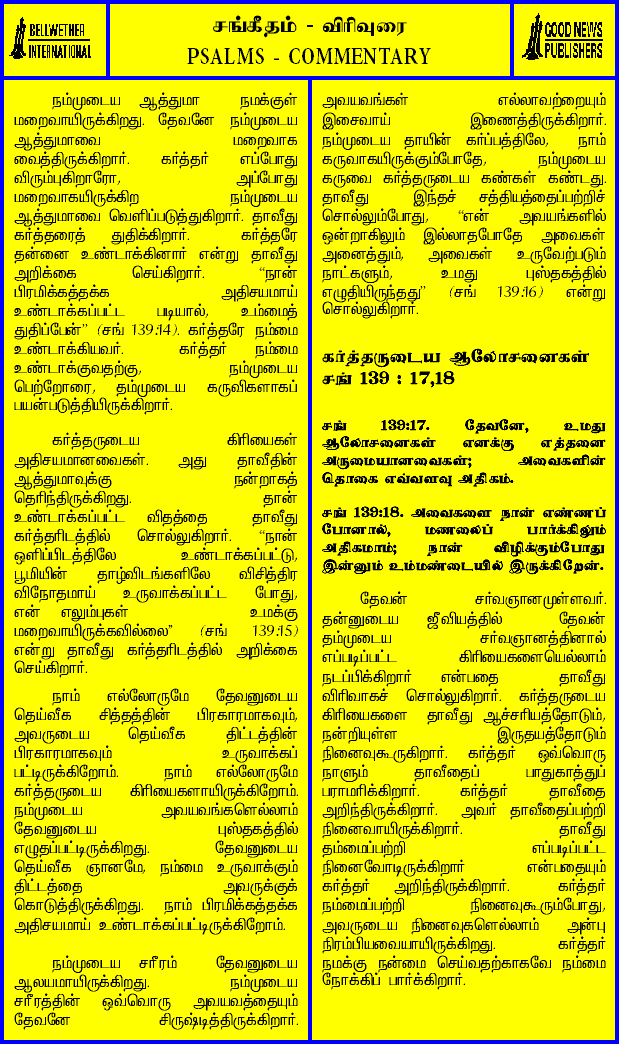 BELLWETHER
INTERNATIONAL
சங்கீதம் - விரிவுரை
PSALMS - COMMENTARY
GOOD NEWS
PUBLISHERS
நம்முடைய ஆத்துமா நமக்குள்
மறைவாயிருக்கிறது. தேவனே நம்முடைய
ஆத்துமாவை மறைவாக
வைத்திருக்கிறார். கர்த்தர் எப்போது
விரும்புகிறாரோ, அப்போது
மறைவாகயிருக்கிற நம்முடைய
ஆத்துமாவை வெளிப்படுத்துகிறார். தாவீது
கர்த்தரைத் துதிக்கிறார். கர்த்தரே
தன்னை உண்டாக்கினார் என்று தாவீது
அறிக்கை செய்கிறார். “நான்
பிரமிக்கத்தக்க அதிசயமாய்
உண்டாக்கப்பட்ட படியால், உம்மைத்
துதிப்பேன்” (சங் 139:14). கர்த்தரே நம்மை
உண்டாக்கியவர். கர்த்தர் நம்மை
உண்டாக்குவதற்கு, நம்முடைய
பெற்றோரை, தம்முடைய கருவிகளாகப்
பயன்படுத்தியிருக்கிறார்.
கர்த்தருடைய கிரியைகள்
அதிசயமானவைகள். அது தாவீதின்
ஆத்துமாவுக்கு நன்றாகத்
தெரிந்திருக்கிறது. தான்
உண்டாக்கப்பட்ட விதத்தை தாவீது
கர்த்தரிடத்தில் சொல்லுகிறார். “நான்
ஒளிப்பிடத்திலே உண்டாக்கப்பட்டு,
பூமியின் தாழ்விடங்களிலே விசித்திர
விநோதமாய் உருவாக்கப்பட்ட போது,
என் எலும்புகள் உமக்கு
மறைவாயிருக்கவில்லை” (சங் 139:15)
என்று தாவீது கர்த்தரிடத்தில் அறிக்கை
செய்கிறார்.
நாம் எல்லோருமே தேவனுடைய
தெய்வீக சித்தத்தின் பிரகாரமாகவும்,
அவருடைய தெய்வீக திட்டத்தின்
பிரகாரமாகவும் உருவாக்கப்
பட்டிருக்கிறோம். நாம் எல்லோருமே
கர்த்தருடைய கிரியைகளாயிருக்கிறோம்.
நம்முடைய அவயவங்களெல்லாம்
தேவனுடைய புஸ்தகத்தில்
எழுதப்பட்டிருக்கிறது. தேவனுடைய
தெய்வீக ஞானமே, நம்மை உருவாக்கும்
திட்டத்தை அவருக்குக்
கொடுத்திருக்கிறது. நாம் பிரமிக்கத்தக்க
அதிசயமாய் உண்டாக்கப்பட்டிருக்கிறோம்.
நம்முடைய சரீரம் தேவனுடைய
ஆலயமாயிருக்கிறது. நம்முடைய
சரீரத்தின் ஒவ்வொரு அவயவத்தையும்
தேவனே சிருஷ்டித்திருக்கிறார்.
அவயவங்கள் எல்லாவற்றையும்
இசைவாய் இணைத்திருக்கிறார்.
நம்முடைய தாயின் கர்ப்பத்திலே, நாம்
கருவாகயிருக்கும்போதே, நம்முடைய
கருவை கர்த்தருடைய கண்கள் கண்டது.
தாவீது இந்தச் சத்தியத்தைப்பற்றிச்
சொல்லும்போது, “என் அவயங்களில்
ஒன்றாகிலும் இல்லாதபோதே அவைகள்
அனைத்தும், அவைகள் உருவேற்படும்
நாட்களும், உமது புஸ்தகத்தில்
எழுதியிருந்தது” (சங் 139:16) என்று
சொல்லுகிறார்.
கர்த்தருடைய ஆலோசனைகள்
சங் 139 : 17,18
சங் 139:17. தேவனே, உமது
ஆலோசனைகள் எனக்கு எத்தனை
அருமையானவைகள்; அவைகளின்
தொகை எவ்வளவு அதிகம்.
சங் 139:18. அவைகளை நான் எண்ணப்
போனால், மணலைப் பார்க்கிலும்
அதிகமாம்; நான் விழிக்கும்போது
இன்னும் உம்மண்டையில் இருக்கிறேன்.
தேவன் சர்வஞானமுள்ளவர்.
தன்னுடைய ஜீவியத்தில் தேவன்
தம்முடைய சர்வஞானத்தினால்
எப்படிப்பட்ட கிரியைகளையெல்லாம்
நடப்பிக்கிறார் என்பதை தாவீது
விரிவாகச் சொல்லுகிறார். கர்த்தருடைய
கிரியைகளை தாவீது ஆச்சரியத்தோடும்,
நன்றியுள்ள இருதயத்தோடும்
நினைவுகூருகிறார். கர்த்தர் ஒவ்வொரு
நாளும் தாவீதைப் பாதுகாத்துப்
பராமரிக்கிறார். கர்த்தர் தாவீதை
அறிந்திருக்கிறார். அவர் தாவீதைப்பற்றி
நினைவாயிருக்கிறார். தாவீது
தம்மைப்பற்றி எப்படிப்பட்ட
நினைவோடிருக்கிறார் என்பதையும்
கர்த்தர் அறிந்திருக்கிறார். கர்த்தர்
நம்மைப்பற்றி நினைவுகூரும்போது,
அவருடைய நினைவுகளெல்லாம் அன்பு
நிரம்பியவையாயிருக்கிறது. கர்த்தர்
நமக்கு நன்மை செய்வதற்காகவே நம்மை
நோக்கிப் பார்க்கிறார்.